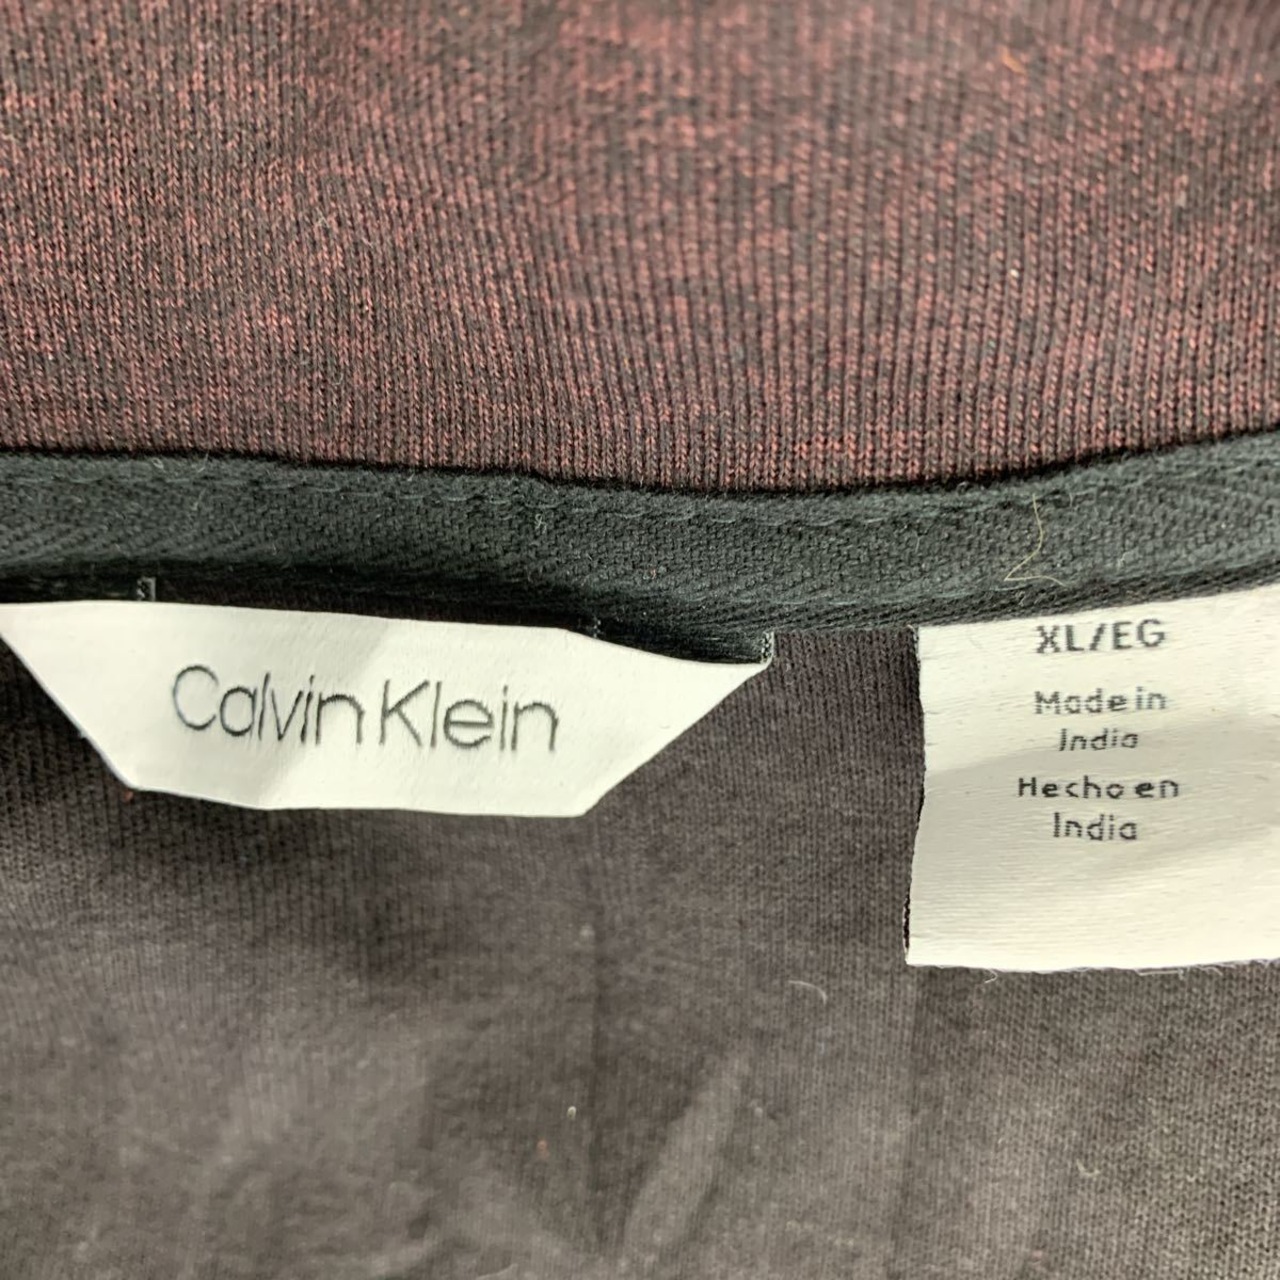 Calvin Klein
XL/EG
Made in
India
Hecho en
India